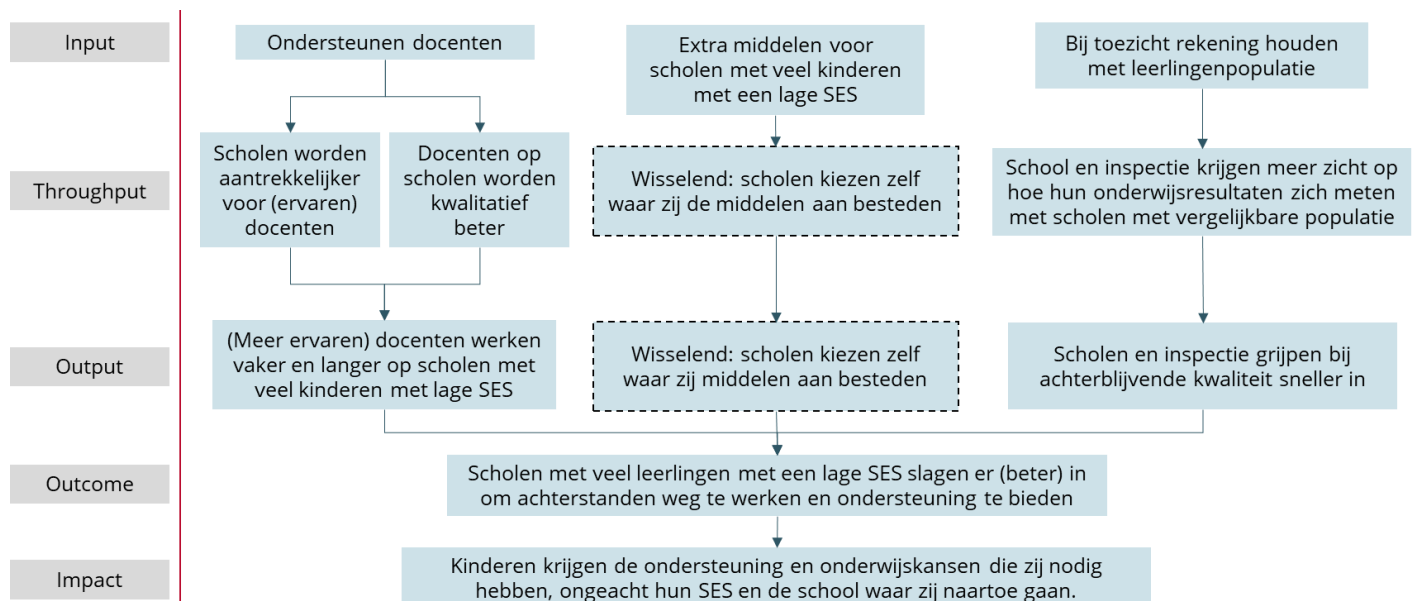 Input
Ondersteunen docenten
Extra middelen voor
scholen met veel kinderen
met een lage SES
Bij toezicht rekening houden
met leerlingenpopulatie
Throughput
Scholen worden
aantrekkelijker
voor (ervaren)
docenten
Docenten op
scholen worden
kwalitatief
beter
Wisselend: scholen kiezen zelf
waar zij de middelen aan besteden
School en inspectie krijgen meer zicht op
hoe hun onderwijsresultaten zich meten
met scholen met vergelijkbare populatie
Output
(Meer ervaren) docenten werken
vaker en langer op scholen met
veel kinderen met lage SES
Wisselend: scholen kiezen zelf
waar zij middelen aan besteden
Scholen en inspectie grijpen bij
achterblijvende kwaliteit sneller in
Outcome
Scholen met veel leerlingen met een lage SES slagen er (beter) in
om achterstanden weg te werken en ondersteuning te bieden
Impact
Kinderen krijgen de ondersteuning en onderwijskansen die zij nodig
hebben, ongeacht hun SES en de school waar zij naartoe gaan.